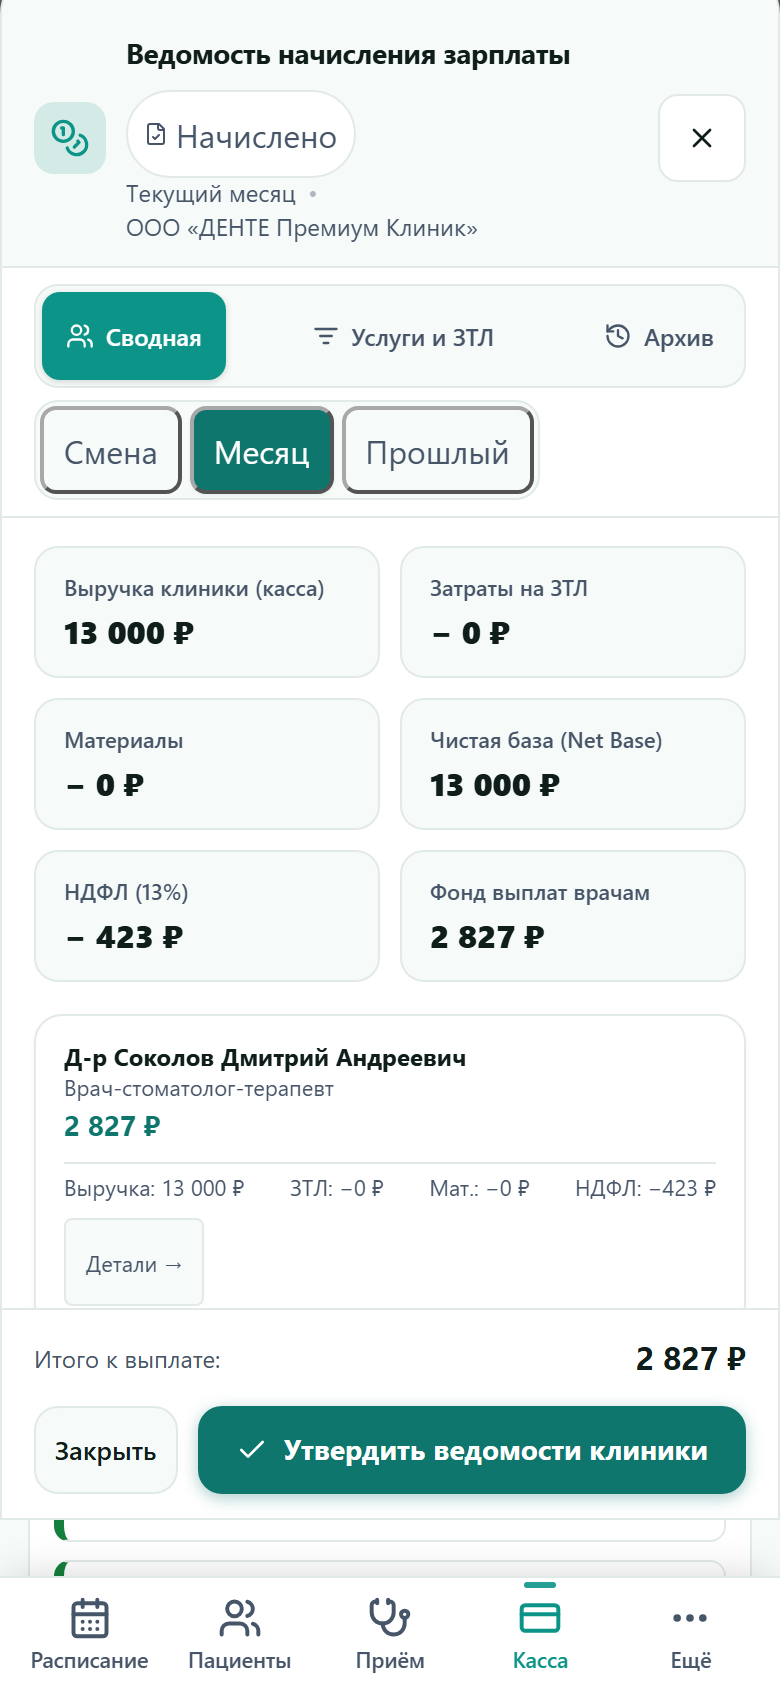 Ведомость начисления зарплаты
Начислено
Текущий месяц •
ООО «ДЕНТЕ Премиум Клиник»
Сводная
Услуги и ЗТЛ
Архив
Смена
Месяц
Прошлый
Выручка клиники (касса)
13 000 ₽
Затраты на ЗТЛ
− 0 ₽
Материалы
− 0 ₽
Чистая база (Net Base)
13 000 ₽
НДФЛ (13%)
− 423 ₽
Фонд выплат врачам
2 827 ₽
Д-р Соколов Дмитрий Андреевич
Врач-стоматолог-терапевт
2 827 ₽
Выручка: 13 000 ₽ ЗТЛ: −0 ₽ Мат.: −0 ₽ НДФЛ: −423 ₽
Детали →
Итого к выплате: 2 827 ₽
Закрыть
Утвердить ведомости клиники
Расписание
Пациенты
Приём
Касса
Ещё